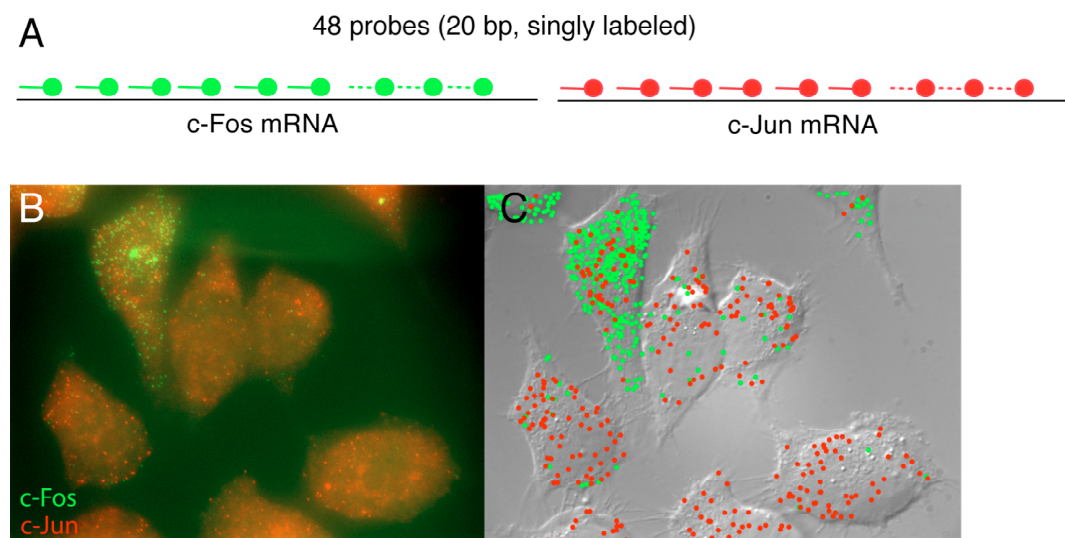 A
48 probes (20 bp, singly labeled)
c-Fos mRNA
c-Jun mRNA
B
C
c-Fos
c-Jun